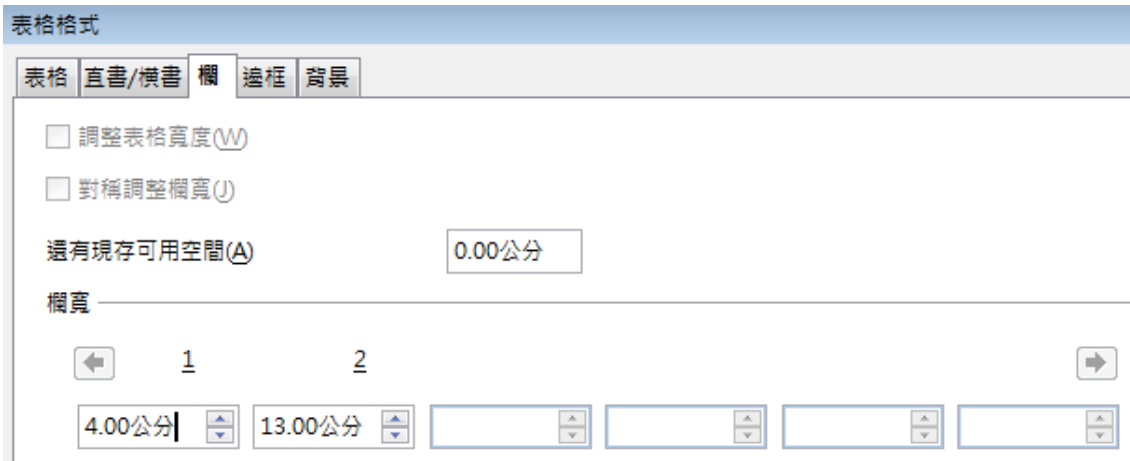 表格格式
表格 直書/橫書 欄 邊框 背景
調整表格寬度(W)
對稱調整欄寬(J)
還有現存可用空間(A) 0.00公分
欄寬
1 2
4.00公分 13.00公分